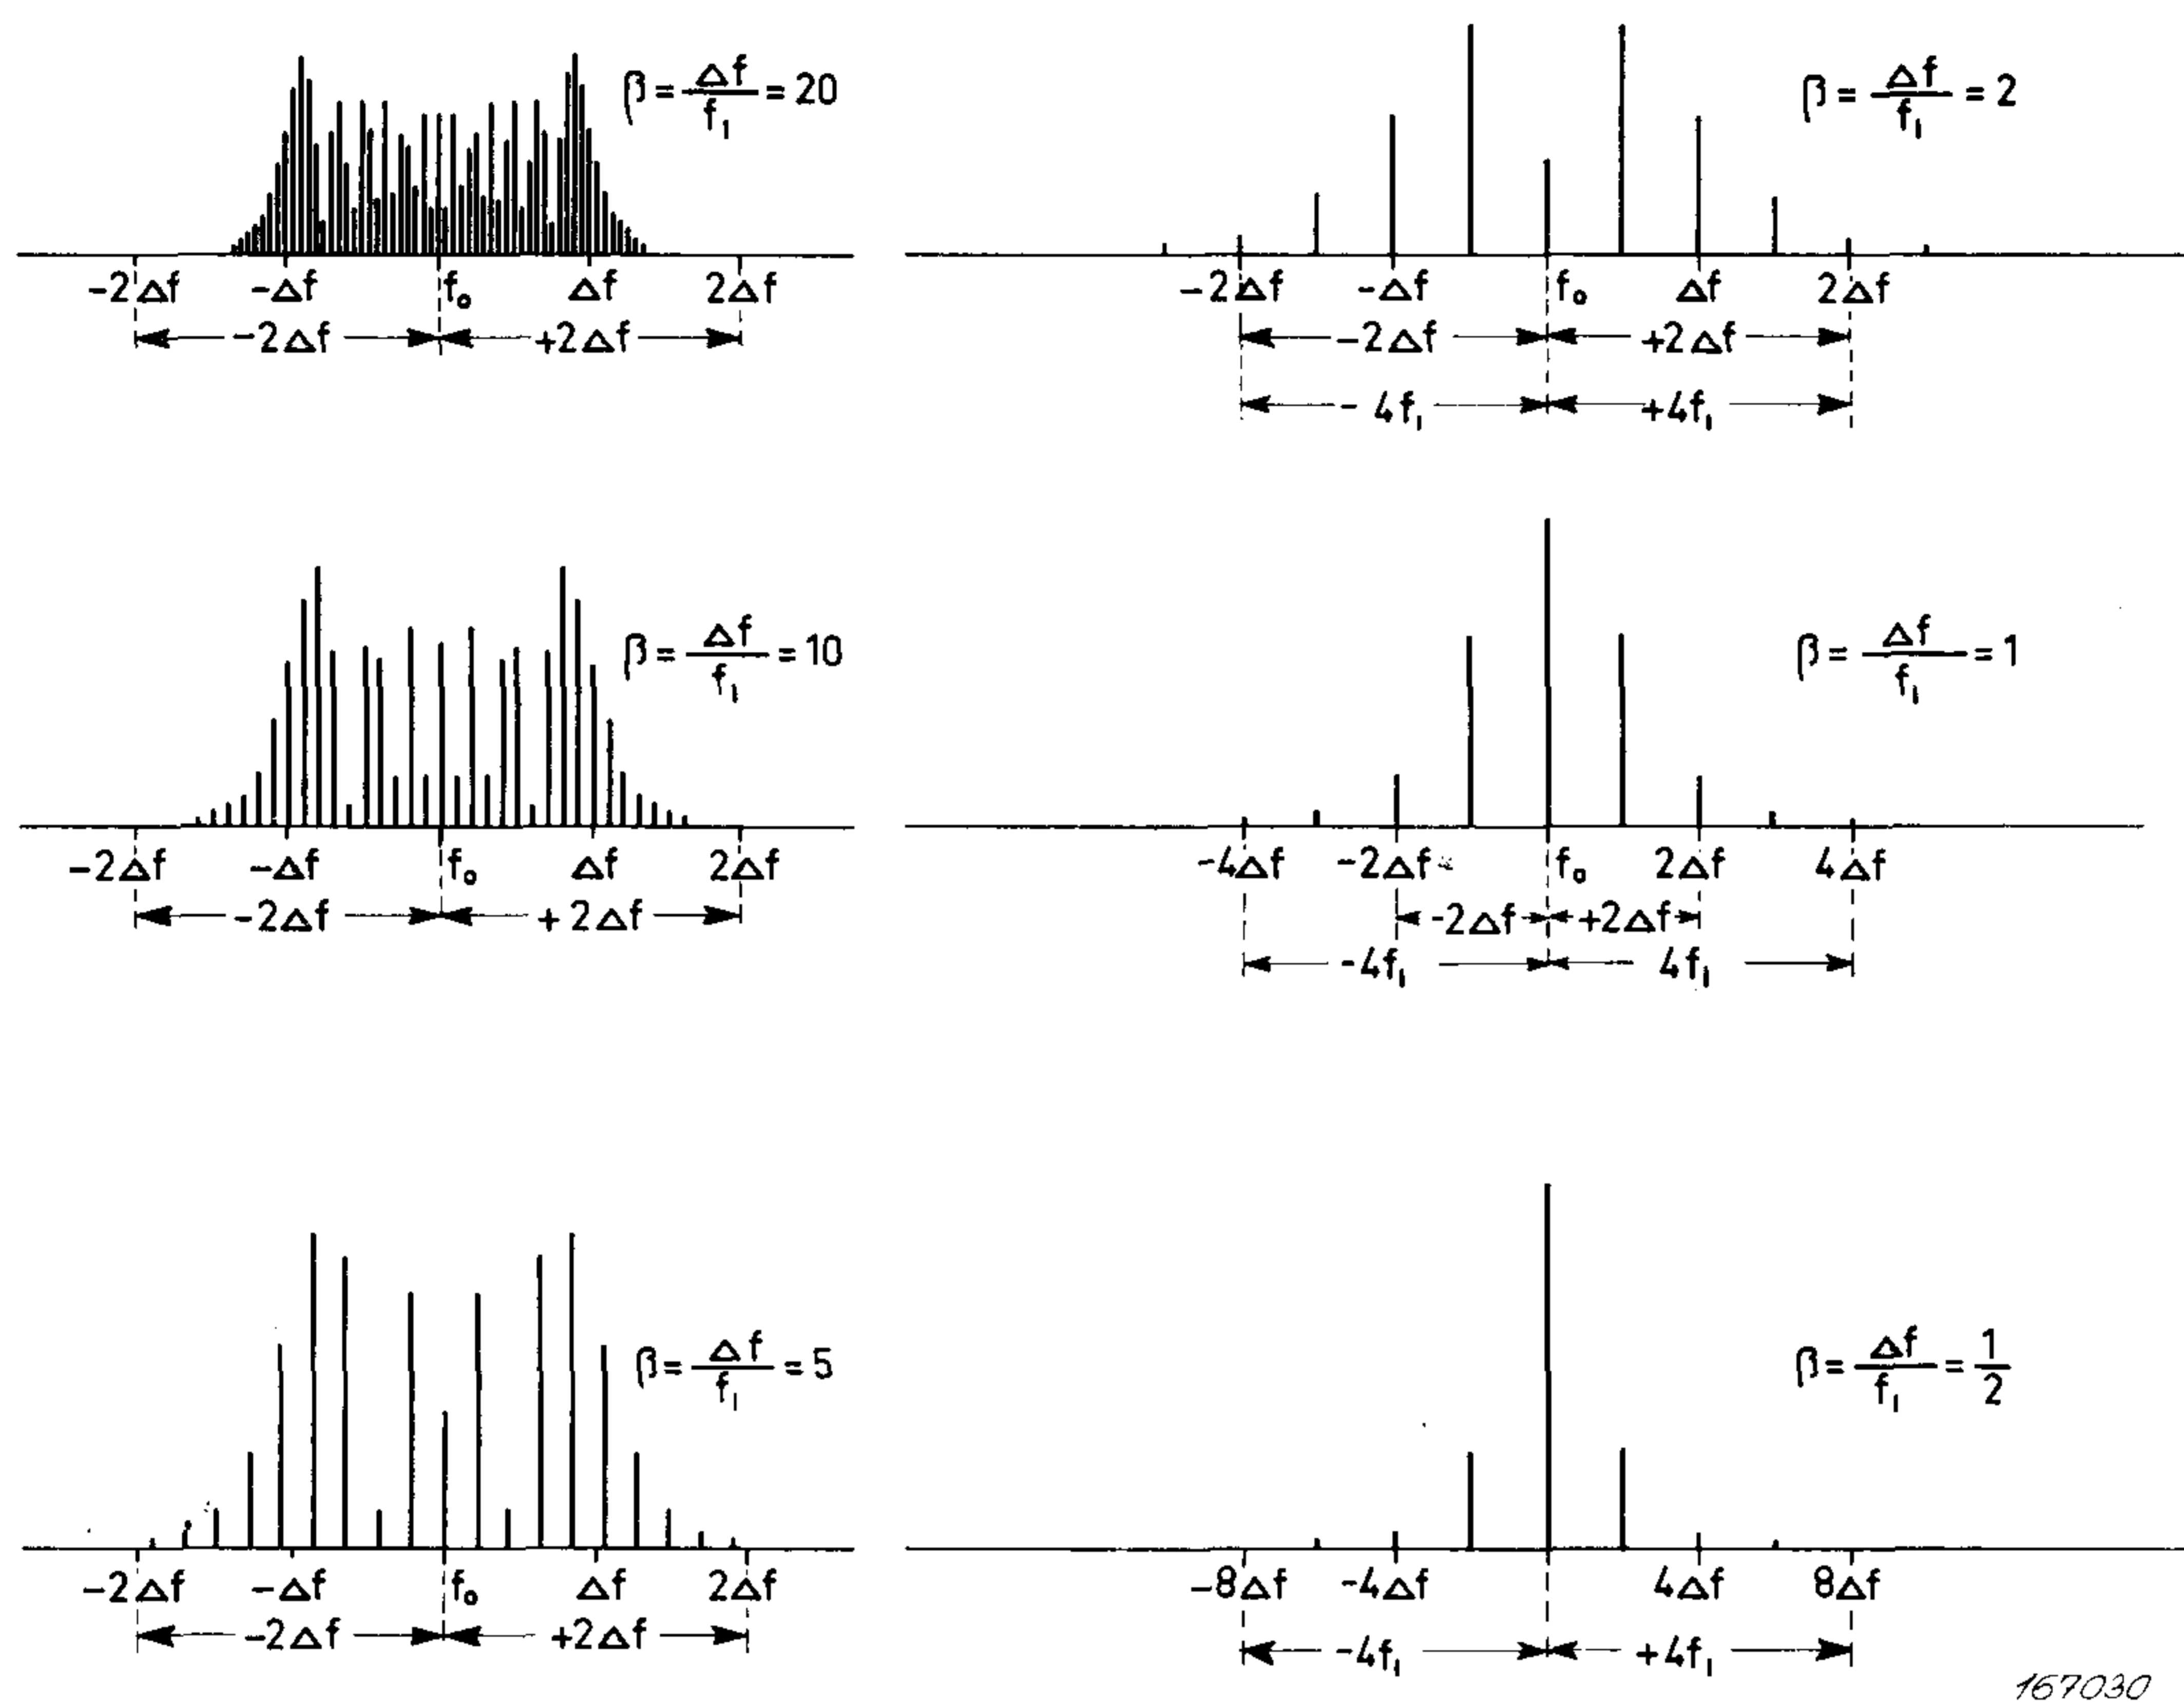 β = Δf / f₁ = 20
-2Δf -Δf f₀ Δf 2Δf
-2Δf +2Δf
β = Δf / f₁ = 2
-2Δf -Δf f₀ Δf 2Δf
-2Δf +2Δf
- 4f₁ +4f₁
β = Δf / f₁ = 10
-2Δf -Δf f₀ Δf 2Δf
-2Δf + 2Δf
β = Δf / f₁ = 1
-4Δf -2Δf f₀ 2Δf 4Δf
-2Δf +2Δf
-4f₁ 4f₁
β = Δf / f₁ = 5
-2Δf -Δf f₀ Δf 2Δf
-2Δf +2Δf
β = Δf / f₁ = 1/2
-8Δf -4Δf 4Δf 8Δf
-4f₁ +4f₁
167030